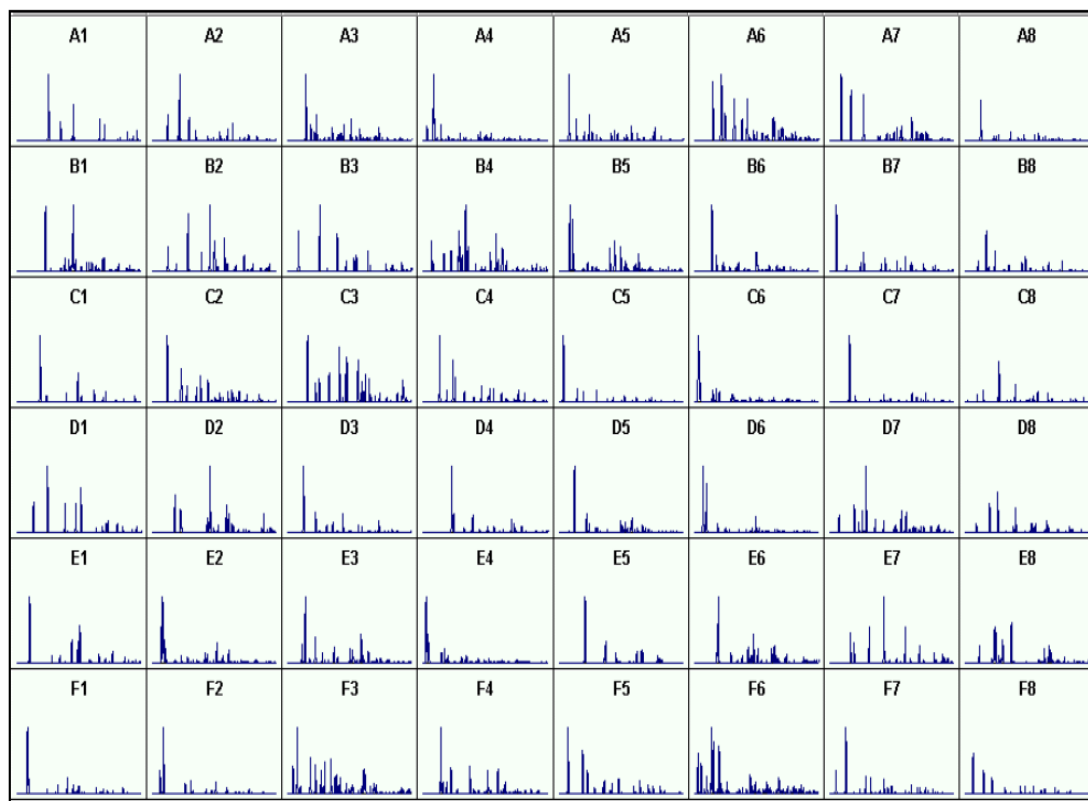 A1 A2 A3 A4 A5 A6 A7 A8
B1 B2 B3 B4 B5 B6 B7 B8
C1 C2 C3 C4 C5 C6 C7 C8
D1 D2 D3 D4 D5 D6 D7 D8
E1 E2 E3 E4 E5 E6 E7 E8
F1 F2 F3 F4 F5 F6 F7 F8